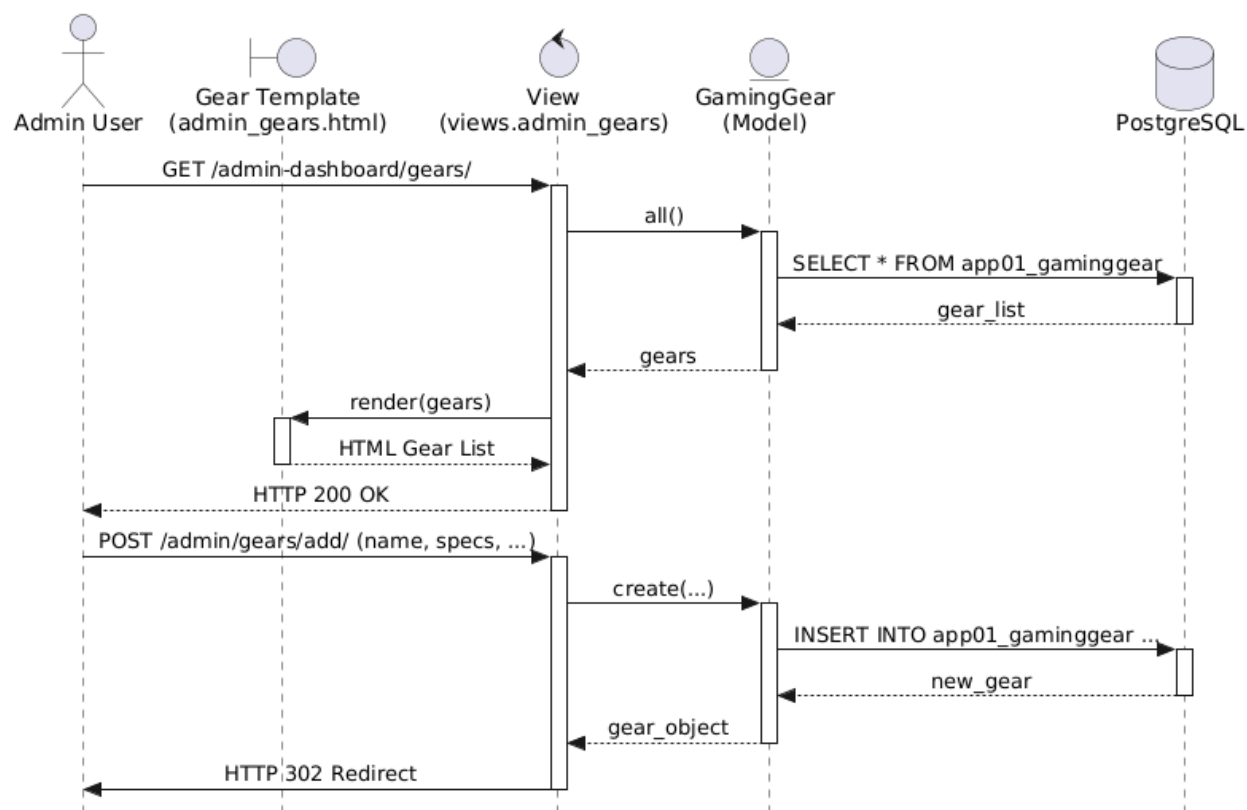 Admin User
Gear Template
(admin_gears.html)
View
(views.admin_gears)
GamingGear
(Model)
PostgreSQL
GET /admin-dashboard/gears/
all()
SELECT * FROM app01_gaminggear
gear_list
gears
render(gears)
HTML Gear List
HTTP 200 OK
POST /admin/gears/add/ (name, specs, ...)
create(...)
INSERT INTO app01_gaminggear ...
new_gear
gear_object
HTTP 302 Redirect